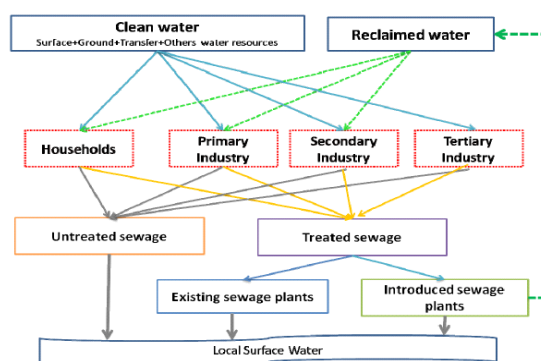 Clean water
Surface+Ground+Transfer+Others water resources
Reclaimed water
Households
Primary
Industry
Secondary
Industry
Tertiary
Industry
Untreated sewage
Treated sewage
Existing sewage plants
Introduced sewage
plants
Local Surface Water